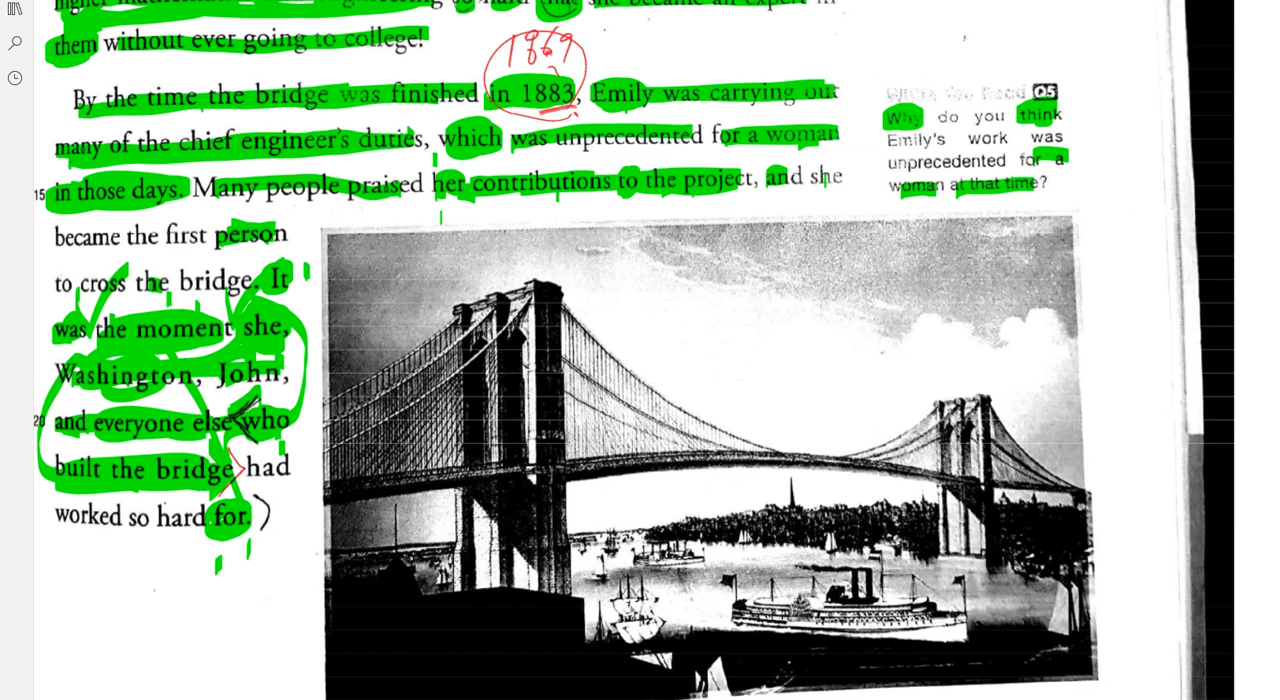 them without ever going to college!
1869
By the time the bridge was finished in 1883, Emily was carrying out
many of the chief engineer's duties, which was unprecedented for a woman
15 in those days. Many people praised her contributions to the project, and she
became the first person
to cross the bridge. It
was the moment she,
Washington, John,
20 and everyone else who
built the bridge had
worked so hard for.)
While You Read Q5
Why do you think
Emily's work was
unprecedented for a
woman at that time?